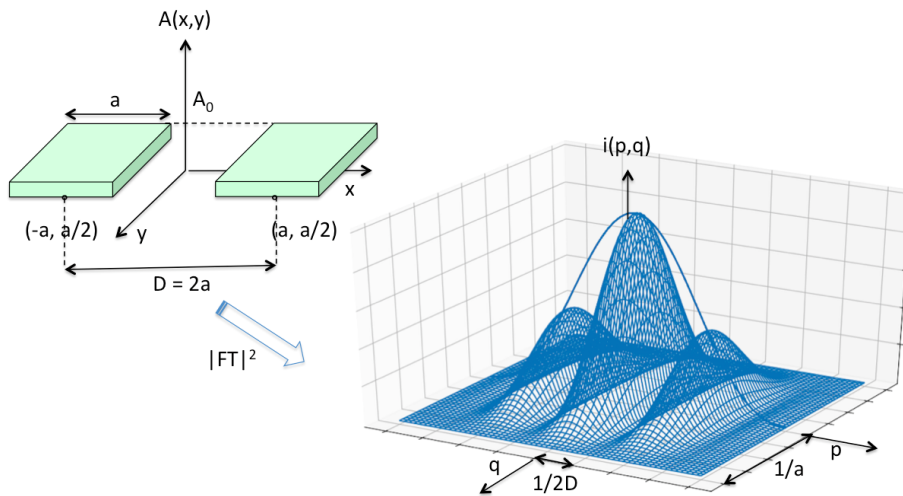 A(x,y)
a
A₀
x
(-a, a/2)
y
(a, a/2)
D = 2a
|FT|²
i(p,q)
q
1/2D
1/a
p